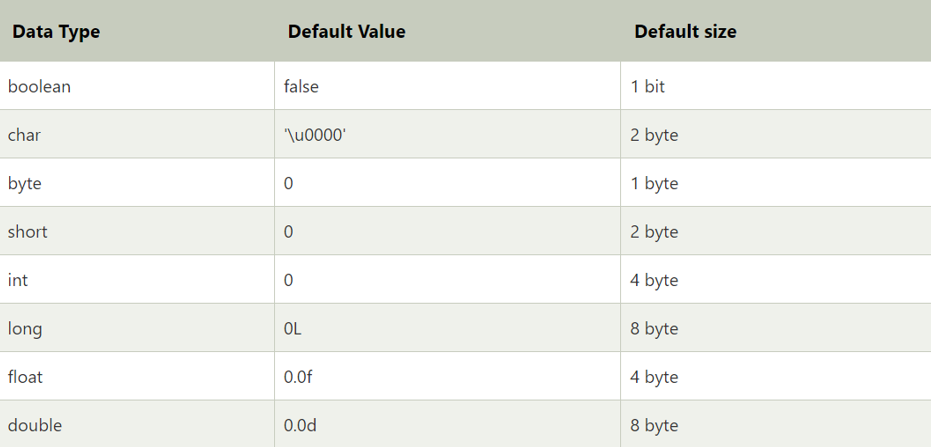 Data Type Default Value Default size
boolean false 1 bit
char '\u0000' 2 byte
byte 0 1 byte
short 0 2 byte
int 0 4 byte
long 0L 8 byte
float 0.0f 4 byte
double 0.0d 8 byte